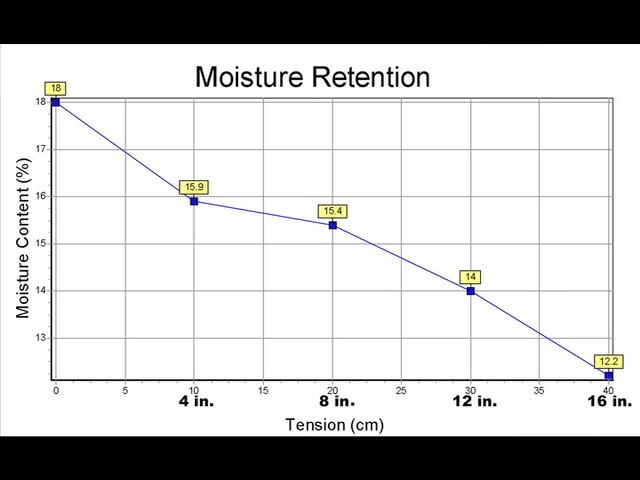 Moisture Retention
18
15.9
15.4
14
12.2
Moisture Content (%)
18
17
16
15
14
13
0 5 10 15 20 25 30 35 40
4 in. 8 in. 12 in. 16 in.
Tension (cm)